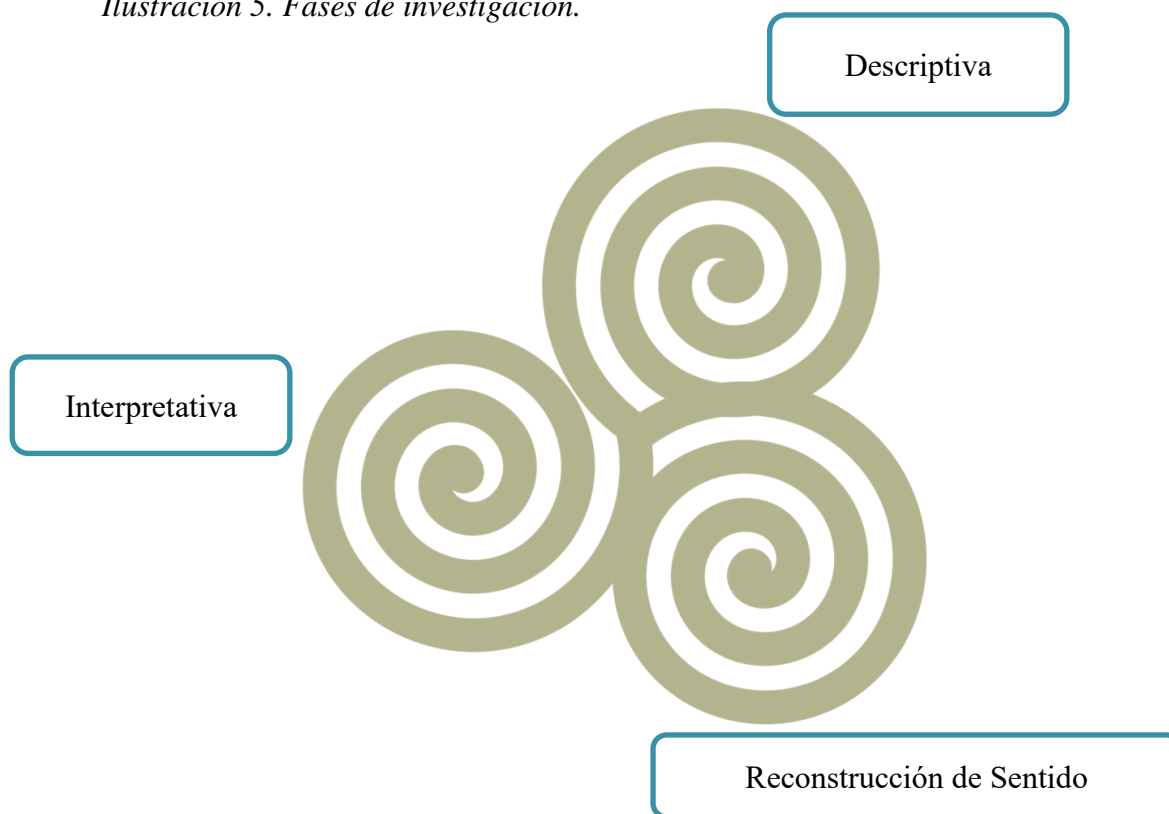 Ilustración 5. Fases de investigación.
Descriptiva
Interpretativa
Reconstrucción de Sentido